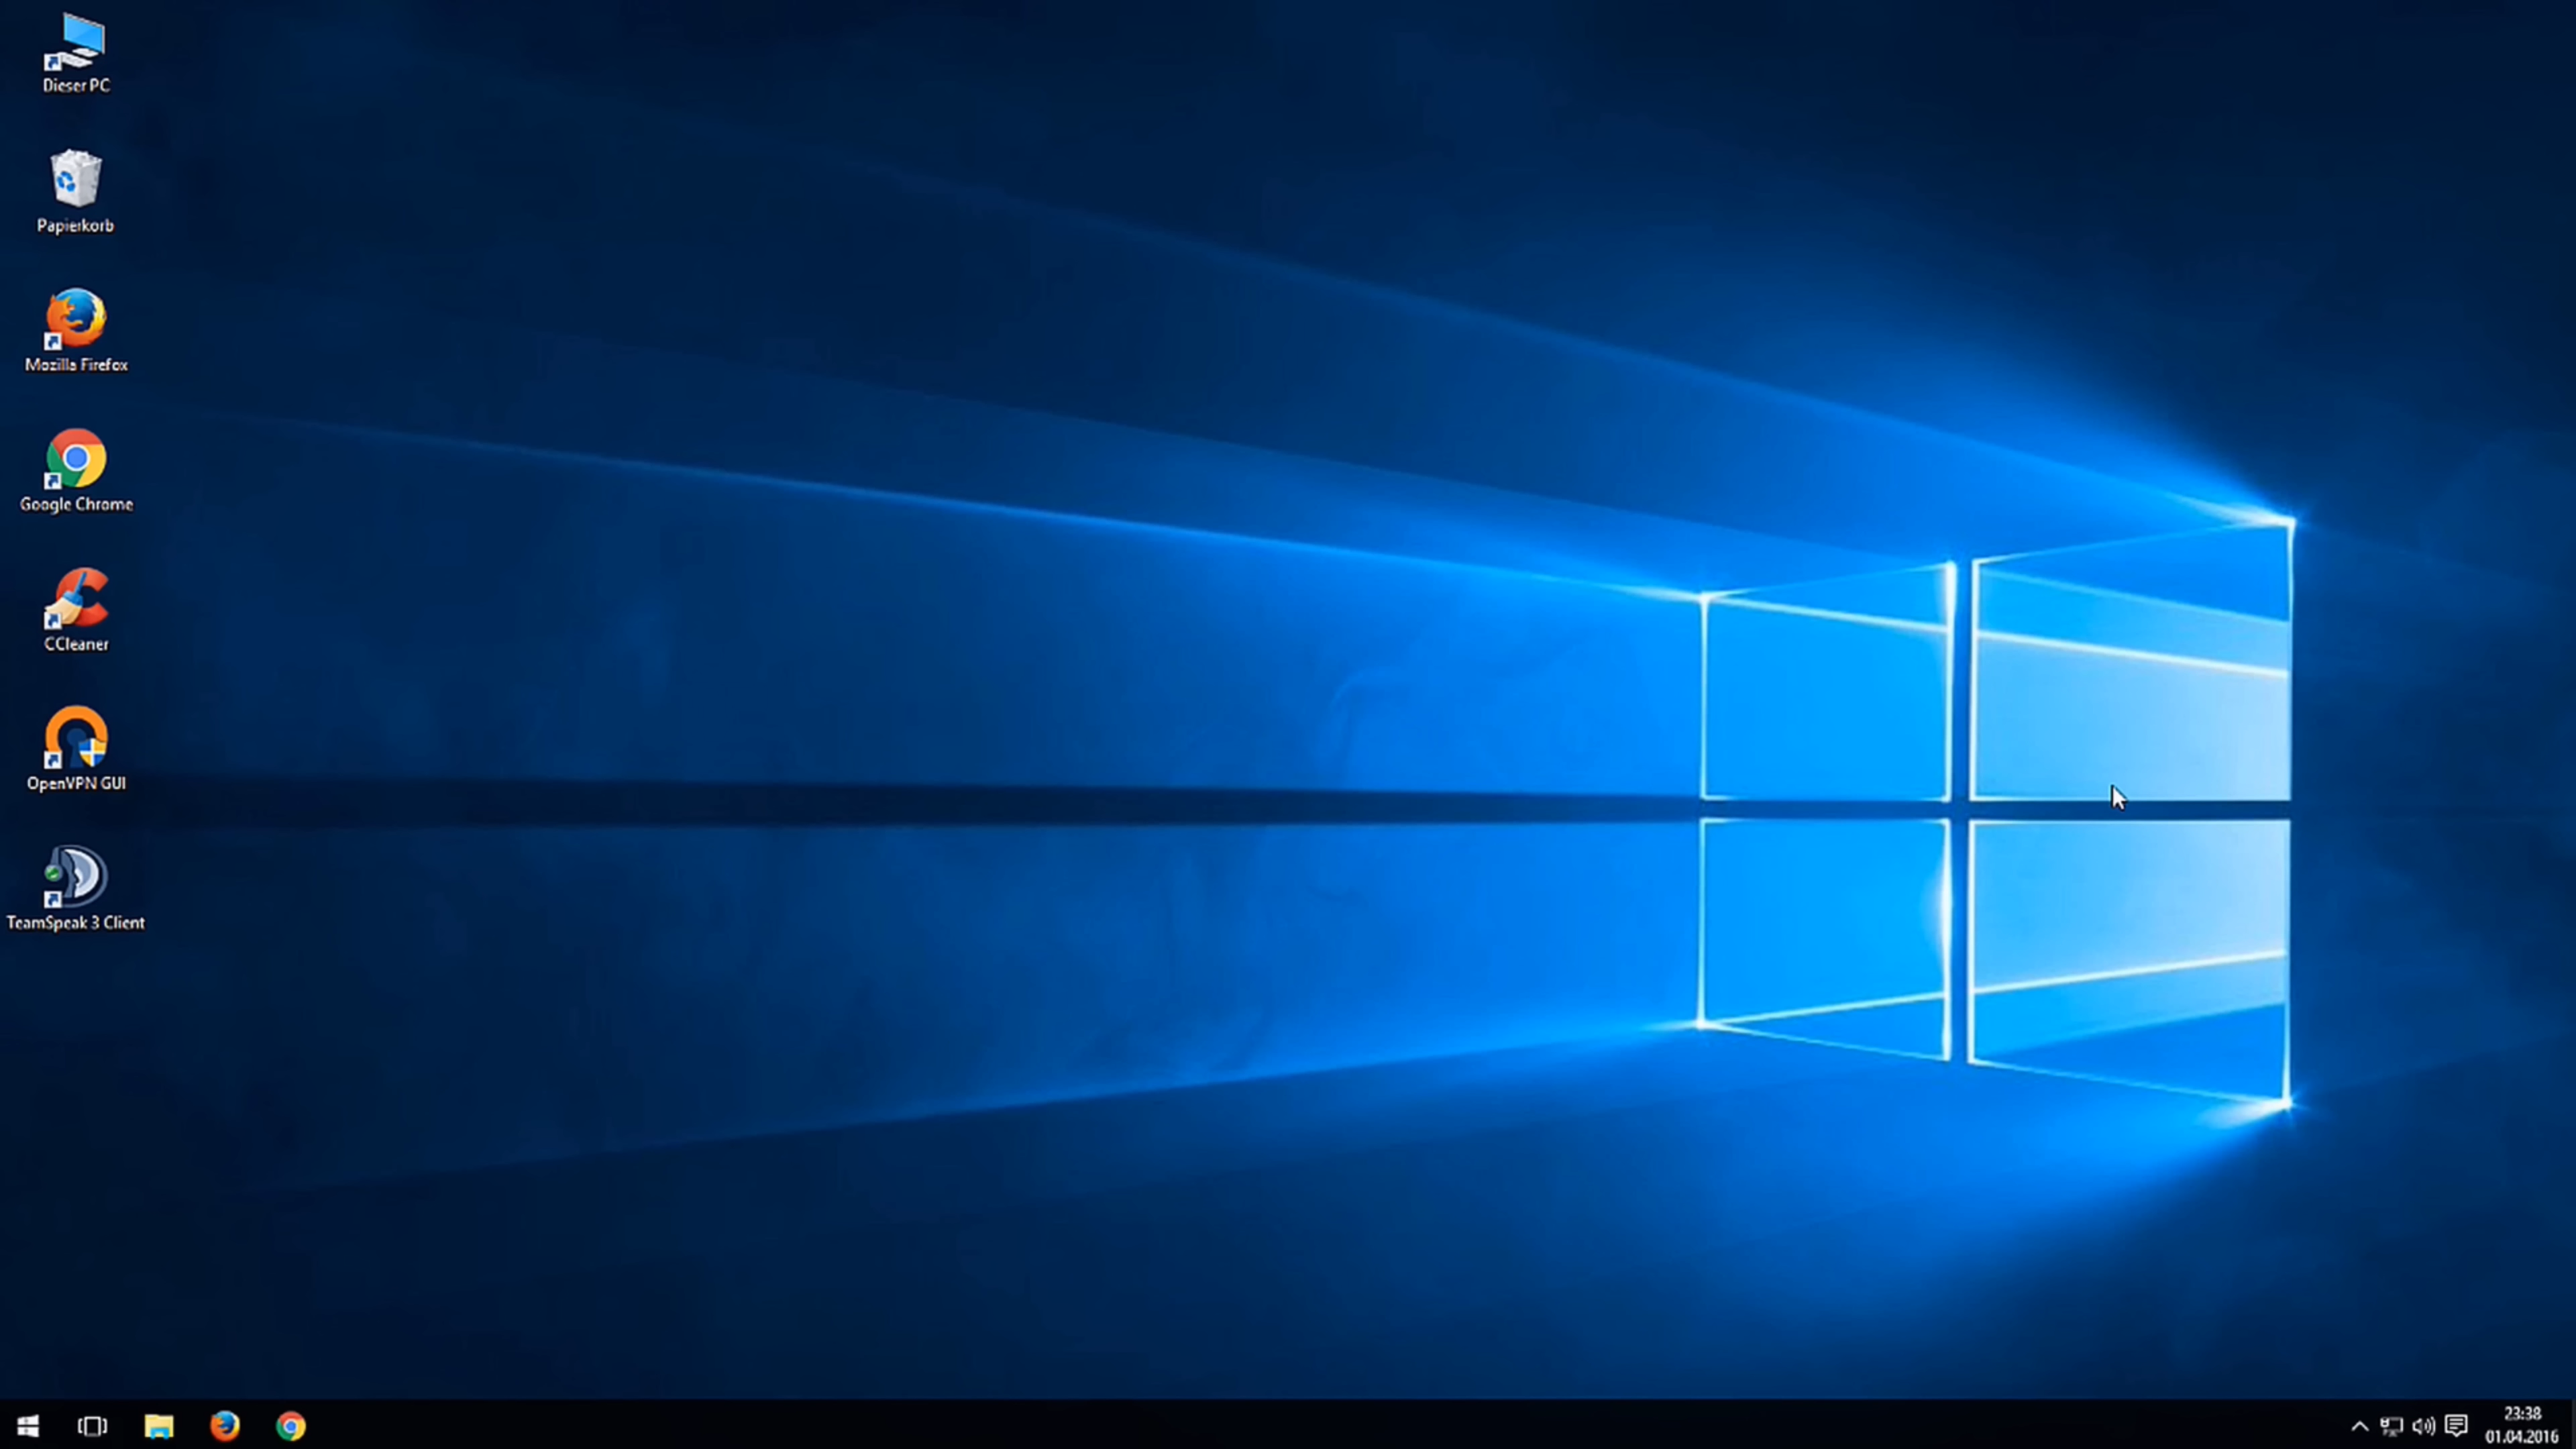 Dieser PC
Papierkorb
Mozilla Firefox
Google Chrome
CCleaner
OpenVPN GUI
TeamSpeak 3 Client
23:38
01.04.2016